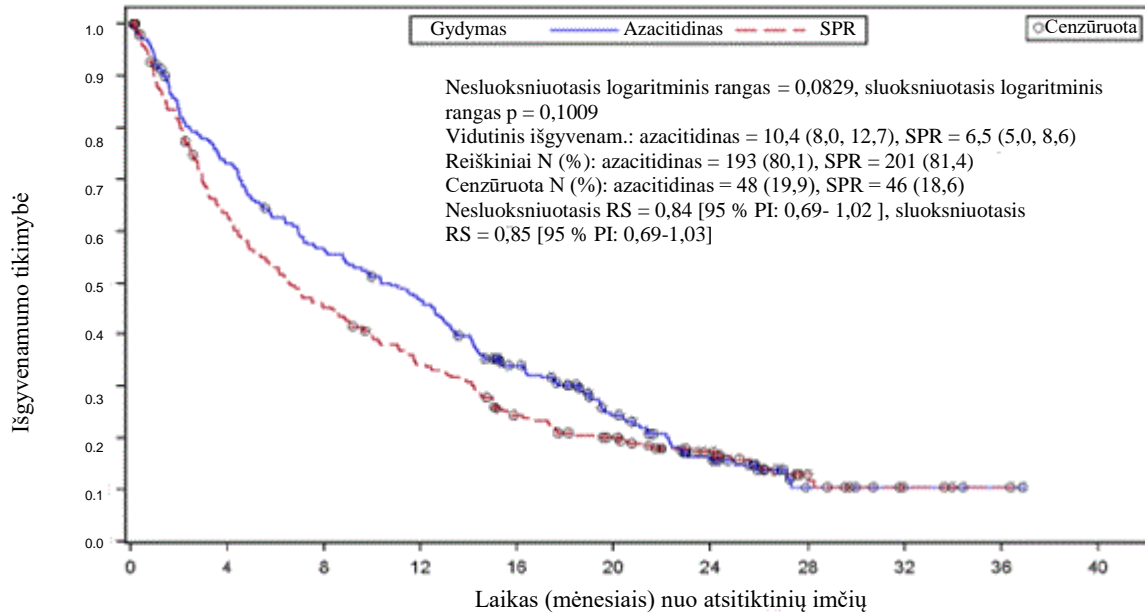 Gydymas Azacitidinas SPR Cenzūruota
Nesluoksniuotasis logaritminis rangas = 0,0829, sluoksniuotasis logaritminis
rangas p = 0,1009
Vidutinis išgyvenam.: azacitidinas = 10,4 (8,0, 12,7), SPR = 6,5 (5,0, 8,6)
Reiškiniai N (%): azacitidinas = 193 (80,1), SPR = 201 (81,4)
Cenzūruota N (%): azacitidinas = 48 (19,9), SPR = 46 (18,6)
Nesluoksniuotasis RS = 0,84 [95 % PI: 0,69- 1,02 ], sluoksniuotasis
RS = 0,85 [95 % PI: 0,69-1,03]
Išgyvenamumo tikimybė
1.0
0.9
0.8
0.7
0.6
0.5
0.4
0.3
0.2
0.1
0.0
0 4 8 12 16 20 24 28 32 36 40
Laikas (mėnesiais) nuo atsitiktinių imčių